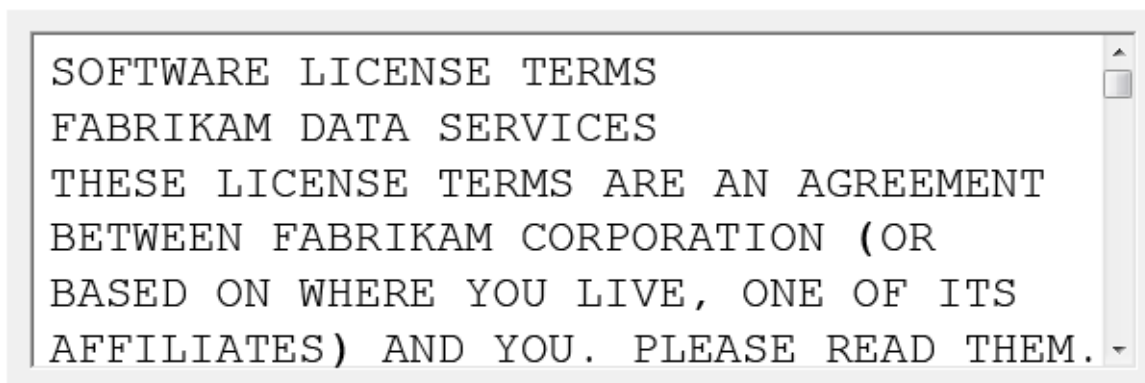 SOFTWARE LICENSE TERMS
FABRIKAM DATA SERVICES
THESE LICENSE TERMS ARE AN AGREEMENT
BETWEEN FABRIKAM CORPORATION (OR
BASED ON WHERE YOU LIVE, ONE OF ITS
AFFILIATES) AND YOU. PLEASE READ THEM.